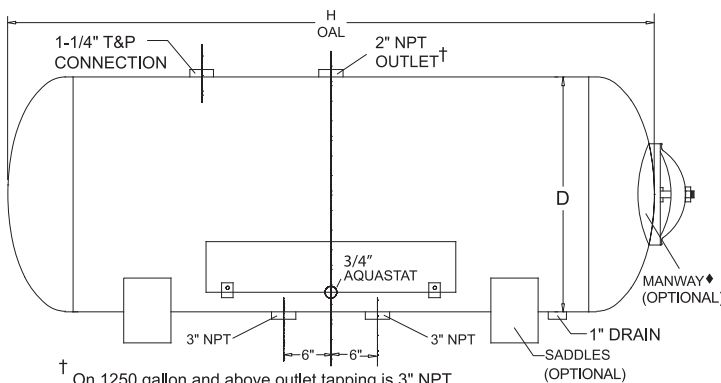 H
OAL
1-1/4" T&P
CONNECTION
2" NPT
OUTLET†
D
3/4"
AQUASTAT
MANWAY♦
(OPTIONAL)
3" NPT
3" NPT
1" DRAIN
6"
6"
SADDLES
(OPTIONAL)
† On 1250 gallon and above outlet tapping is 3" NPT